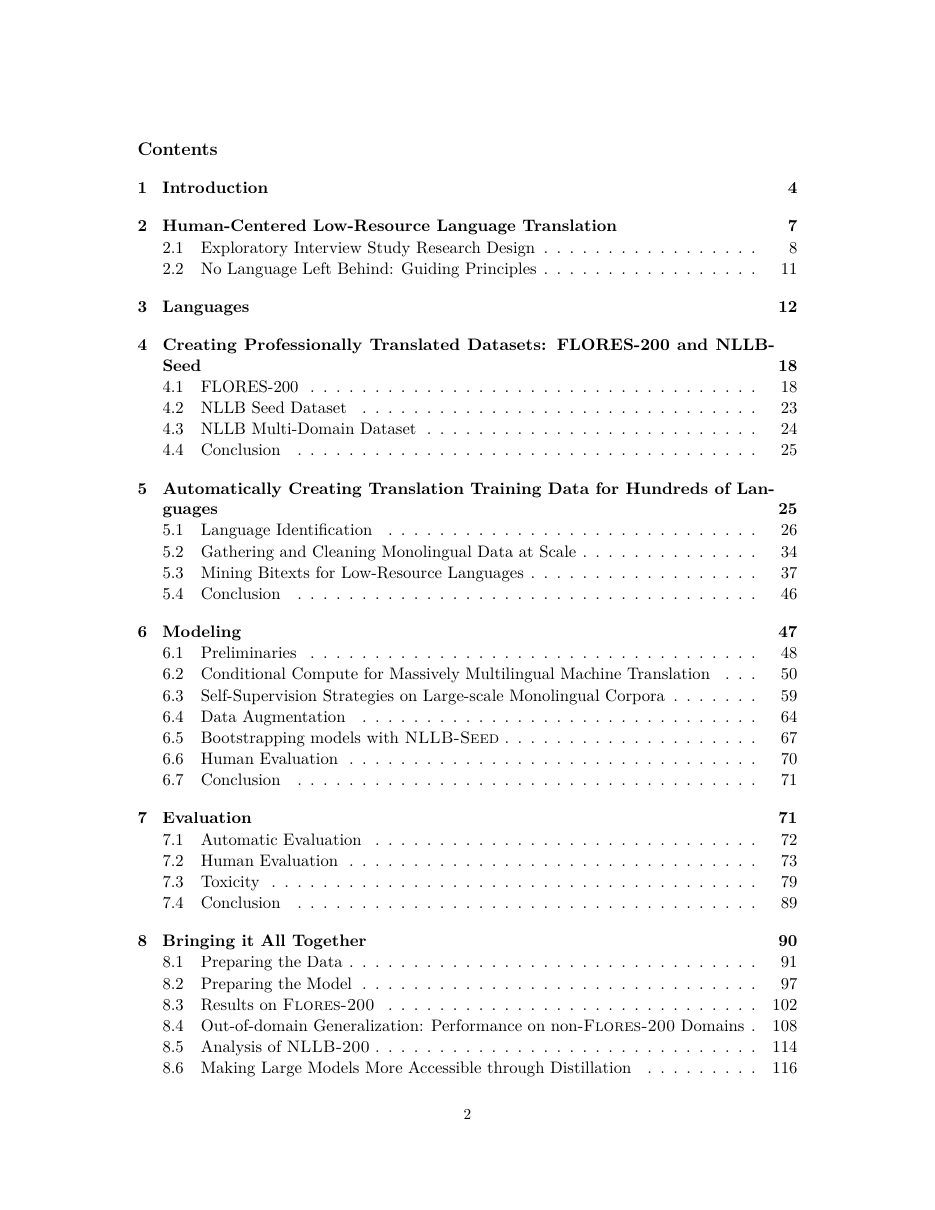 Contents
1 Introduction 4
2 Human-Centered Low-Resource Language Translation 7
2.1 Exploratory Interview Study Research Design . . . . . . . . . . . . . . . . . 8
2.2 No Language Left Behind: Guiding Principles . . . . . . . . . . . . . . . . . 11
3 Languages 12
4 Creating Professionally Translated Datasets: FLORES-200 and NLLB-
Seed 18
4.1 FLORES-200 . . . . . . . . . . . . . . . . . . . . . . . . . . . . . . . . . . . 18
4.2 NLLB Seed Dataset . . . . . . . . . . . . . . . . . . . . . . . . . . . . . . . 23
4.3 NLLB Multi-Domain Dataset . . . . . . . . . . . . . . . . . . . . . . . . . . 24
4.4 Conclusion . . . . . . . . . . . . . . . . . . . . . . . . . . . . . . . . . . . . 25
5 Automatically Creating Translation Training Data for Hundreds of Lan-
guages 25
5.1 Language Identification . . . . . . . . . . . . . . . . . . . . . . . . . . . . . 26
5.2 Gathering and Cleaning Monolingual Data at Scale . . . . . . . . . . . . . . 34
5.3 Mining Bitexts for Low-Resource Languages . . . . . . . . . . . . . . . . . . 37
5.4 Conclusion . . . . . . . . . . . . . . . . . . . . . . . . . . . . . . . . . . . . 46
6 Modeling 47
6.1 Preliminaries . . . . . . . . . . . . . . . . . . . . . . . . . . . . . . . . . . . 48
6.2 Conditional Compute for Massively Multilingual Machine Translation . . . 50
6.3 Self-Supervision Strategies on Large-scale Monolingual Corpora . . . . . . . 59
6.4 Data Augmentation . . . . . . . . . . . . . . . . . . . . . . . . . . . . . . . 64
6.5 Bootstrapping models with NLLB-SEED . . . . . . . . . . . . . . . . . . . . 67
6.6 Human Evaluation . . . . . . . . . . . . . . . . . . . . . . . . . . . . . . . . 70
6.7 Conclusion . . . . . . . . . . . . . . . . . . . . . . . . . . . . . . . . . . . . 71
7 Evaluation 71
7.1 Automatic Evaluation . . . . . . . . . . . . . . . . . . . . . . . . . . . . . . 72
7.2 Human Evaluation . . . . . . . . . . . . . . . . . . . . . . . . . . . . . . . . 73
7.3 Toxicity . . . . . . . . . . . . . . . . . . . . . . . . . . . . . . . . . . . . . . 79
7.4 Conclusion . . . . . . . . . . . . . . . . . . . . . . . . . . . . . . . . . . . . 89
8 Bringing it All Together 90
8.1 Preparing the Data . . . . . . . . . . . . . . . . . . . . . . . . . . . . . . . . 91
8.2 Preparing the Model . . . . . . . . . . . . . . . . . . . . . . . . . . . . . . . 97
8.3 Results on FLORES-200 . . . . . . . . . . . . . . . . . . . . . . . . . . . . . 102
8.4 Out-of-domain Generalization: Performance on non-FLORES-200 Domains . 108
8.5 Analysis of NLLB-200 . . . . . . . . . . . . . . . . . . . . . . . . . . . . . . 114
8.6 Making Large Models More Accessible through Distillation . . . . . . . . . 116
2